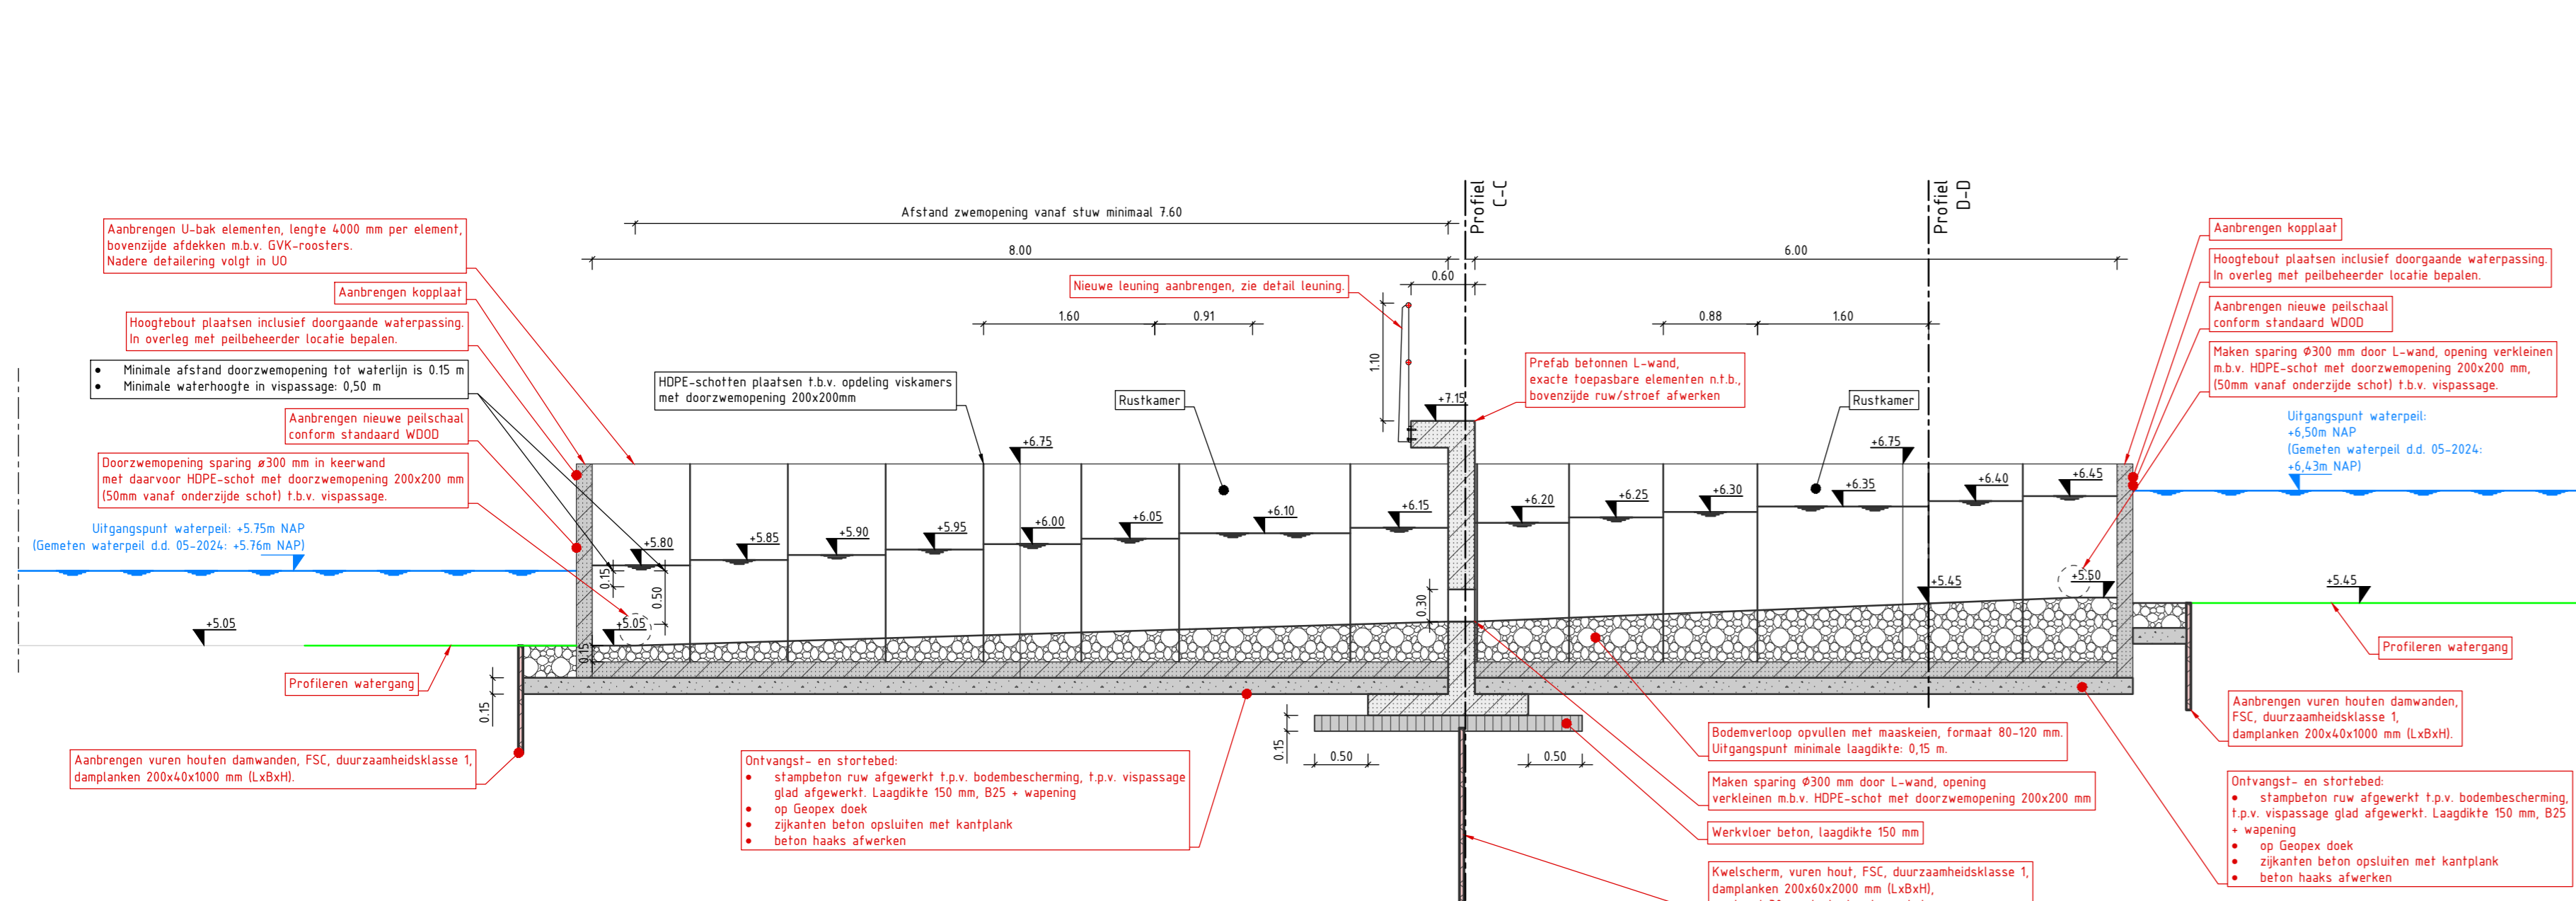 Afstand zwemopening vanaf stuw minimaal 7.60
8.00
6.00
0.60
1.60
0.91
0.88
1.60
1.10
Profiel
C-C
Profiel
D-D
Aanbrengen U-bak elementen, lengte 4000 mm per element,
bovenzijde afdekken m.b.v. GVK-roosters.
Nadere detailering volgt in UO
Aanbrengen kopplaat
Hoogtebout plaatsen inclusief doorgaande waterpassing.
In overleg met peilbeheerder locatie bepalen.
• Minimale afstand doorzwemopening tot waterlijn is 0.15 m
• Minimale waterhoogte in vispassage: 0,50 m
Aanbrengen nieuwe peilschaal
conform standaard WDOD
Doorzwemopening sparing ø300 mm in keerwand
met daarvoor HDPE-schot met doorzwemopening 200x200 mm
(50mm vanaf onderzijde schot) t.b.v. vispassage.
Uitgangspunt waterpeil: +5.75m NAP
(Gemeten waterpeil d.d. 05-2024: +5.76m NAP)
+5.05
Profileren watergang
0.15
Aanbrengen vuren houten damwanden, FSC, duurzaamheidsklasse 1,
damplanken 200x40x1000 mm (LxBxH).
HDPE-schotten plaatsen t.b.v. opdeling viskamers
met doorzwemopening 200x200mm
Rustkamer
Nieuwe leuning aanbrengen, zie detail leuning.
+7.15
Prefab betonnen L-wand,
exacte toepasbare elementen n.t.b.,
bovenzijde ruw/stroef afwerken
Rustkamer
+6.75
+6.75
+5.80
+5.85
+5.90
+5.95
+6.00
+6.05
+6.10
+6.15
+6.20
+6.25
+6.30
+6.35
+6.40
+6.45
0.15
0.50
+5.05
0.15
0.30
+5.45
+5.50
+5.45
0.15
0.50
0.50
Ontvangst- en stortebed:
• stampbeton ruw afgewerkt t.p.v. bodembescherming, t.p.v. vispassage
glad afgewerkt. Laagdikte 150 mm, B25 + wapening
• op Geopex doek
• zijkanten beton opsluiten met kantplank
• beton haaks afwerken
Bodemverloop opvullen met maaskeien, formaat 80-120 mm.
Uitgangspunt minimale laagdikte: 0,15 m.
Maken sparing Ø300 mm door L-wand, opening
verkleinen m.b.v. HDPE-schot met doorzwemopening 200x200 mm
Werkvloer beton, laagdikte 150 mm
Kwelscherm, vuren hout, FSC, duurzaamheidsklasse 1,
damplanken 200x60x2000 mm (LxBxH),
Aanbrengen kopplaat
Hoogtebout plaatsen inclusief doorgaande waterpassing.
In overleg met peilbeheerder locatie bepalen.
Aanbrengen nieuwe peilschaal
conform standaard WDOD
Maken sparing Ø300 mm door L-wand, opening verkleinen
m.b.v. HDPE-schot met doorzwemopening 200x200 mm,
(50mm vanaf onderzijde schot) t.b.v. vispassage.
Uitgangspunt waterpeil:
+6,50m NAP
(Gemeten waterpeil d.d. 05-2024:
+6,43m NAP)
Profileren watergang
Aanbrengen vuren houten damwanden,
FSC, duurzaamheidsklasse 1,
damplanken 200x40x1000 mm (LxBxH).
Ontvangst- en stortebed:
• stampbeton ruw afgewerkt t.p.v. bodembescherming,
t.p.v. vispassage glad afgewerkt. Laagdikte 150 mm, B25
+ wapening
• op Geopex doek
• zijkanten beton opsluiten met kantplank
• beton haaks afwerken